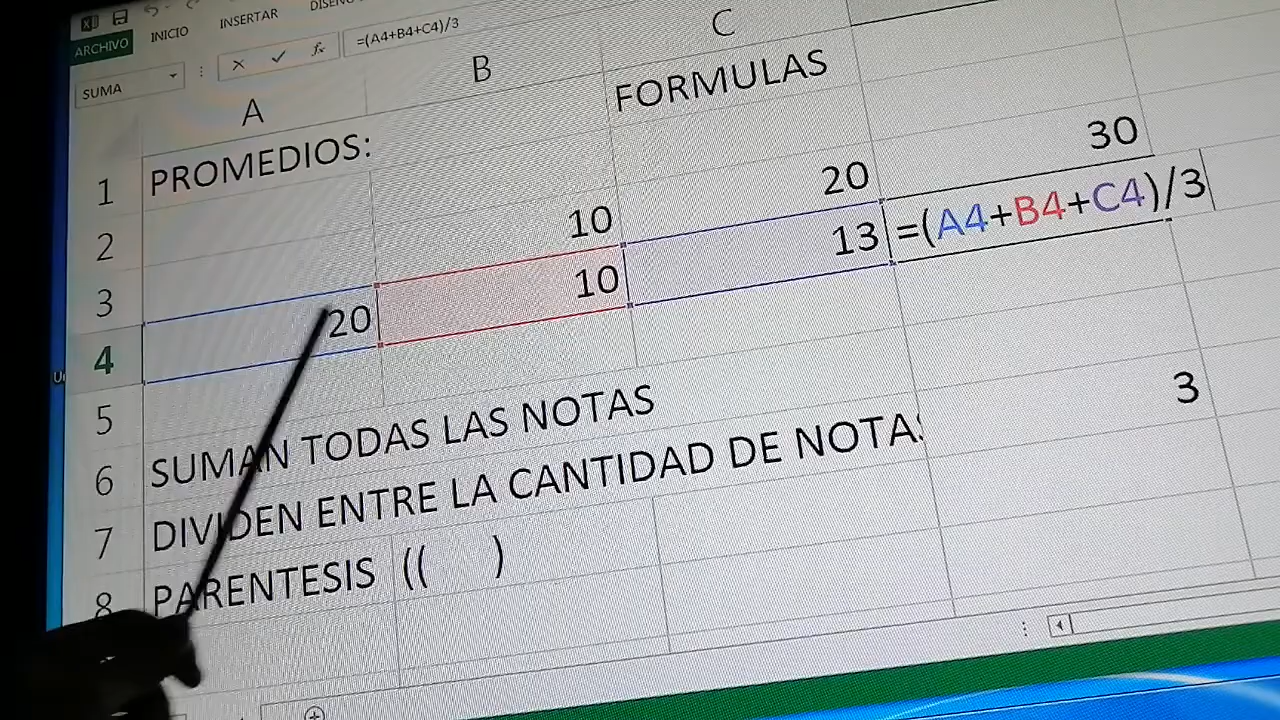 ARCHIVO INICIO INSERTAR
SUMA =(A4+B4+C4)/3
A B C
1 PROMEDIOS: FORMULAS
2
3 10 20 30
4 20 10 13 =(A4+B4+C4)/3
5
6 SUMAN TODAS LAS NOTAS
7 DIVIDEN ENTRE LA CANTIDAD DE NOTAS 3
8 PARENTESIS (( )